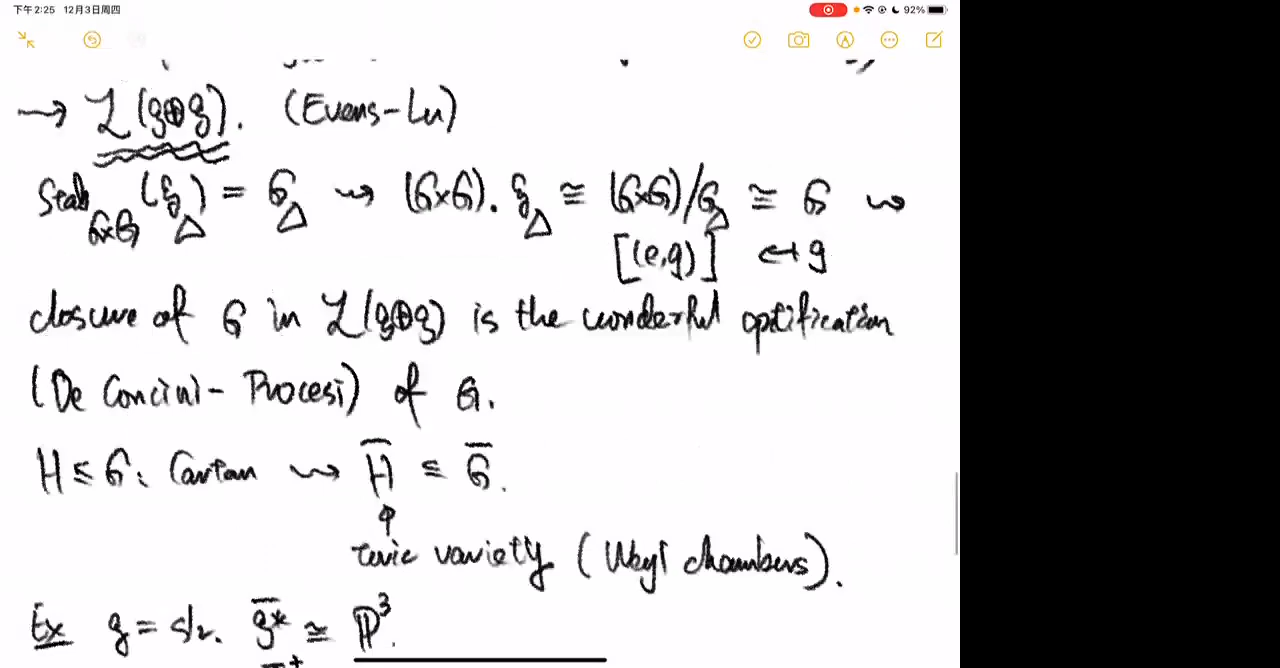 下午2:25 12月3日周四
92%
→ 𝓛(g⊕g). (Evens-Lu)
Stab_{G×G}(g_Δ) = G_Δ ⇝ (G×G).g_Δ ≅ (G×G)/G_Δ ≅ G ⇝
[(e,g)] ↤ g
closure of G in 𝓛(g⊕g) is the wonderful cptification
(De Concini-Procesi) of G.
H ≤ G: Cartan ⇝ H̅ ≤ G̅.
↑
toric variety (Weyl chambers).
Ex g = sl₂. g̅* ≅ ℙ³.